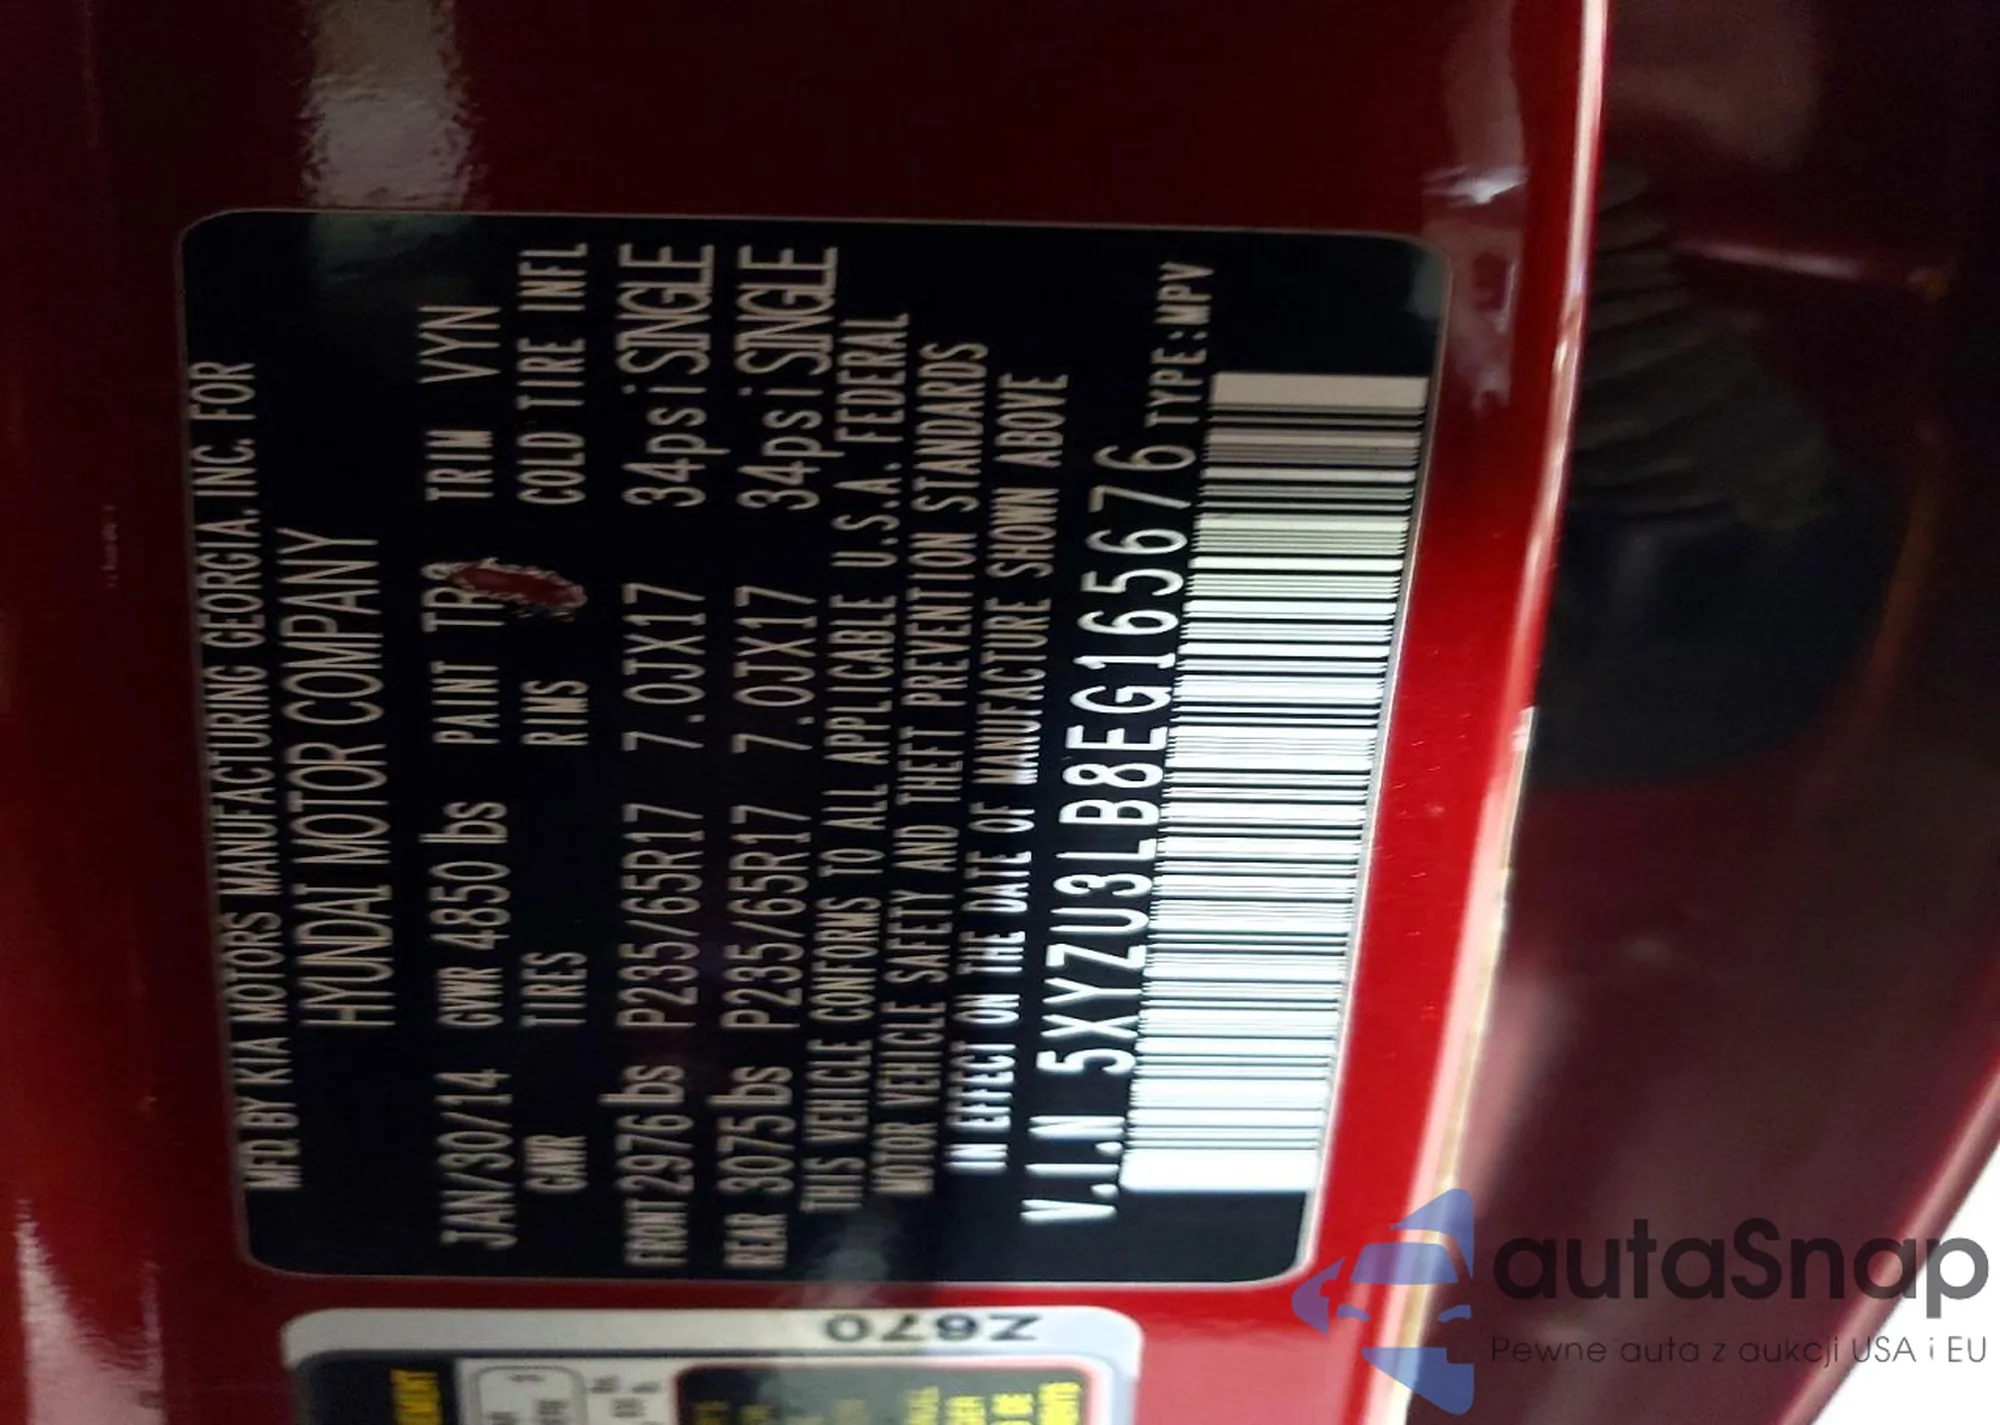 MFD BY KIA MOTORS MANUFACTURING GEORGIA, INC. FOR
HYUNDAI MOTOR COMPANY
JAN/30/14 GVWR 4850 lbs PAINT TR3 TRIM VYN
GAWR TIRES RIMS COLD TIRE INFL
FRONT 2976 lbs P235/65R17 7.0JX17 34psi SINGLE
REAR 3075 lbs P235/65R17 7.0JX17 34psi SINGLE
THIS VEHICLE CONFORMS TO ALL APPLICABLE U.S.A. FEDERAL
MOTOR VEHICLE SAFETY AND THEFT PREVENTION STANDARDS
IN EFFECT ON THE DATE OF MANUFACTURE SHOWN ABOVE
V.I.N 5XYZU3LB8EG165676 TYPE:MPV
Z670
autaSnap
Pewne auta z aukcji USA i EU